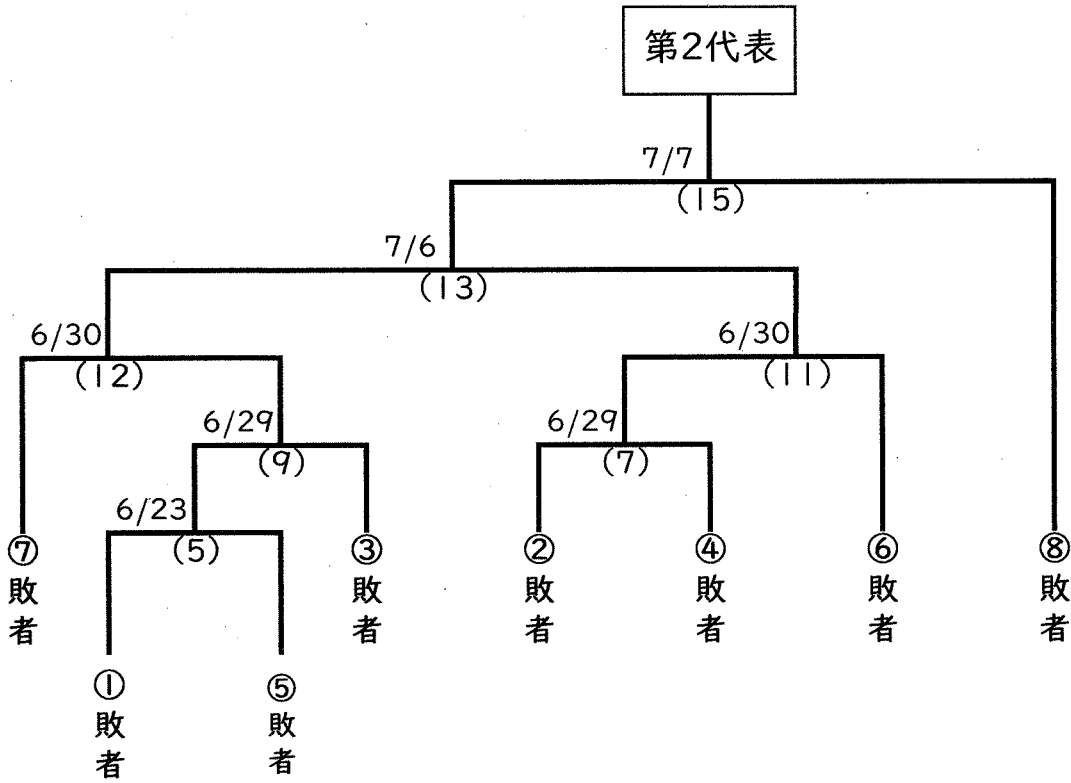 第2代表
7/7
(15)
7/6
(13)
6/30
(12)
6/30
(11)
6/29
(9)
6/29
(7)
6/23
(5)
⑦敗者
③敗者
②敗者
④敗者
⑥敗者
⑧敗者
①敗者
⑤敗者